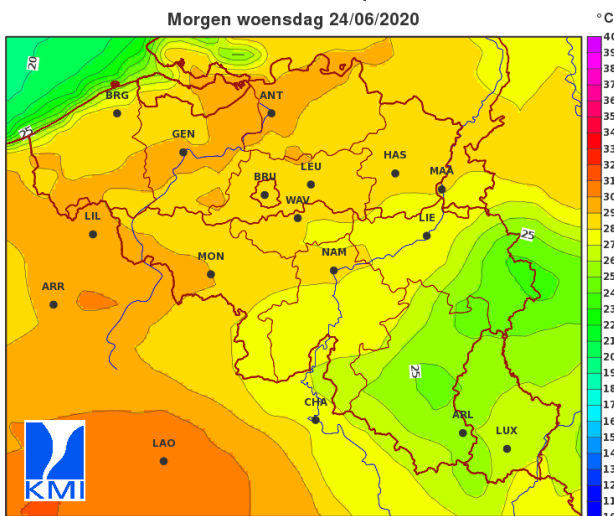 Morgen woensdag 24/06/2020
°C
20
BRG
ANT
25
GEN
HAS
LEU
BRU
MAA
WAV
LIL
LIE
25
MON
NAM
ARR
25
CHA
ARL
LUX
LAO
KMI
40
39
38
37
36
35
34
33
32
31
30
29
28
27
26
25
24
23
22
21
20
19
18
17
16
15
14
13
12
11